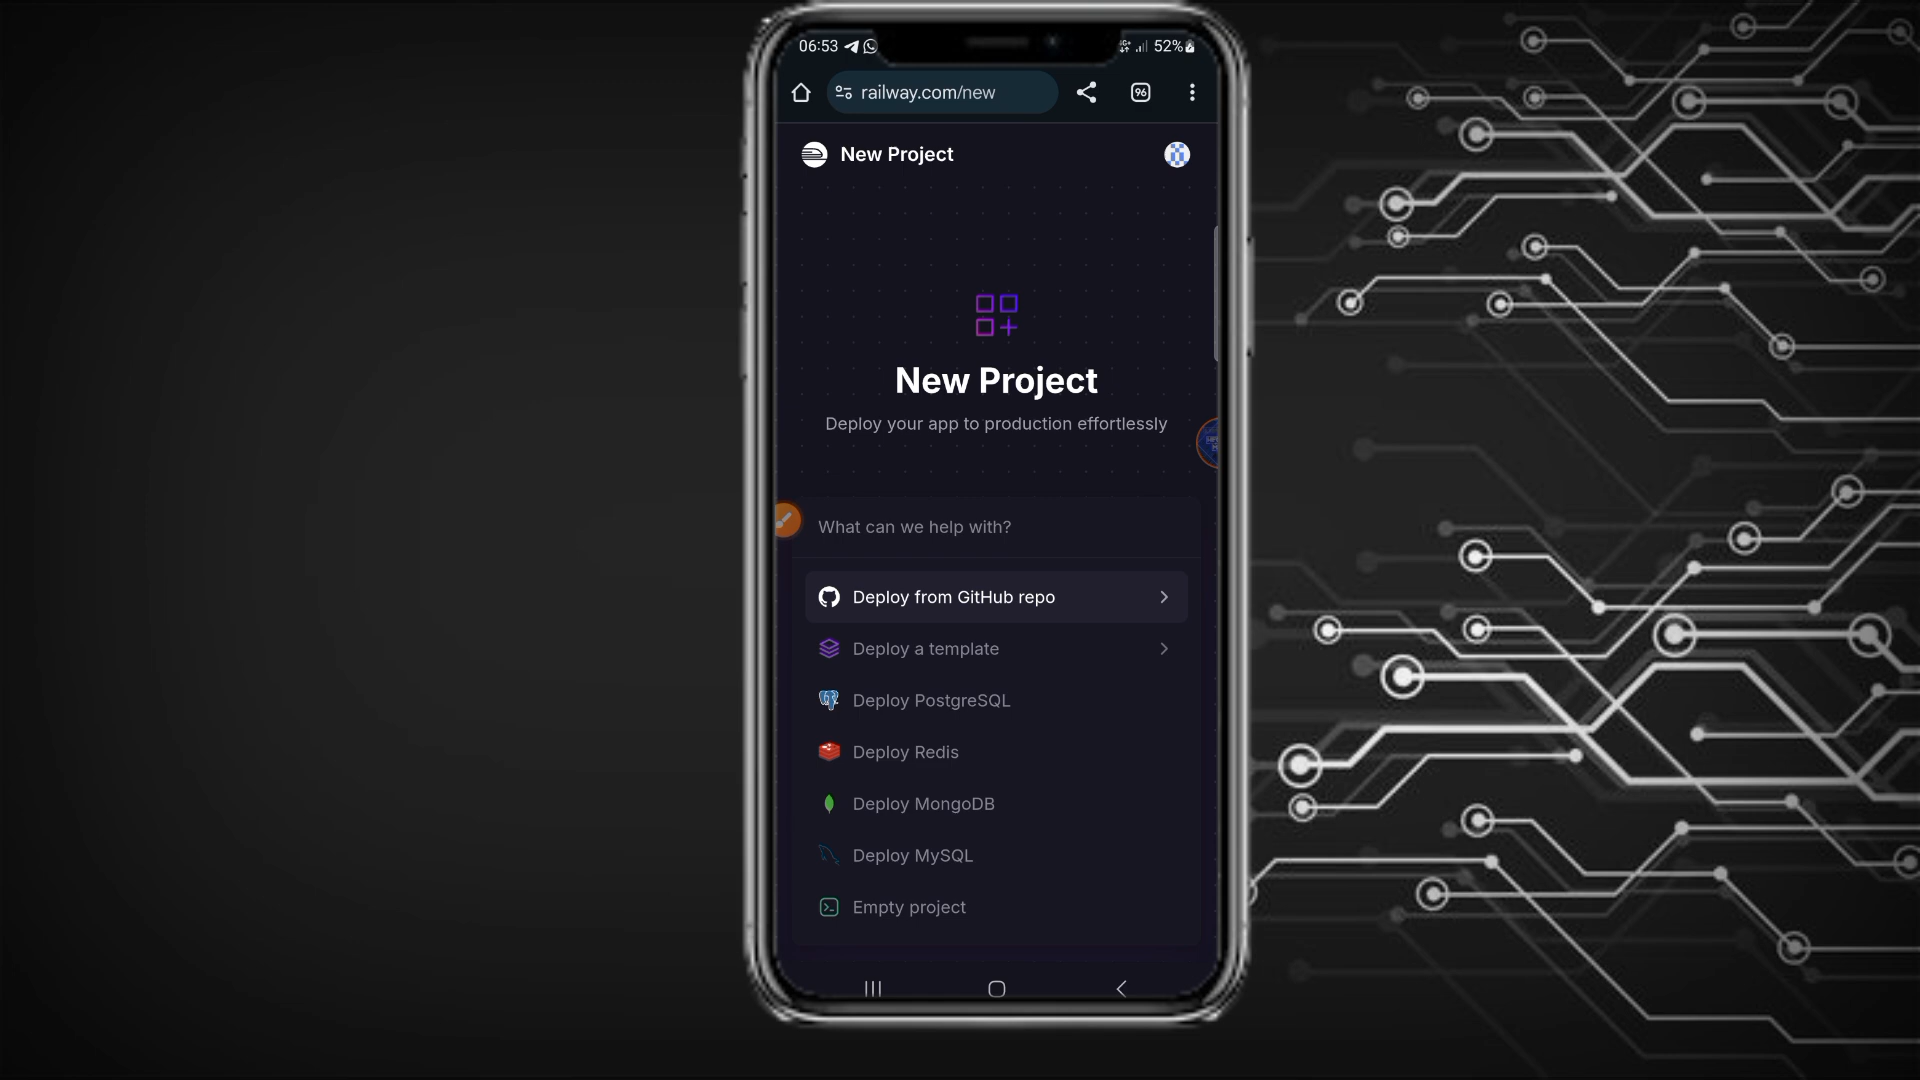 06:53
52%
railway.com/new
96
New Project
New Project
Deploy your app to production effortlessly
What can we help with?
Deploy from GitHub repo
Deploy a template
Deploy PostgreSQL
Deploy Redis
Deploy MongoDB
Deploy MySQL
Empty project